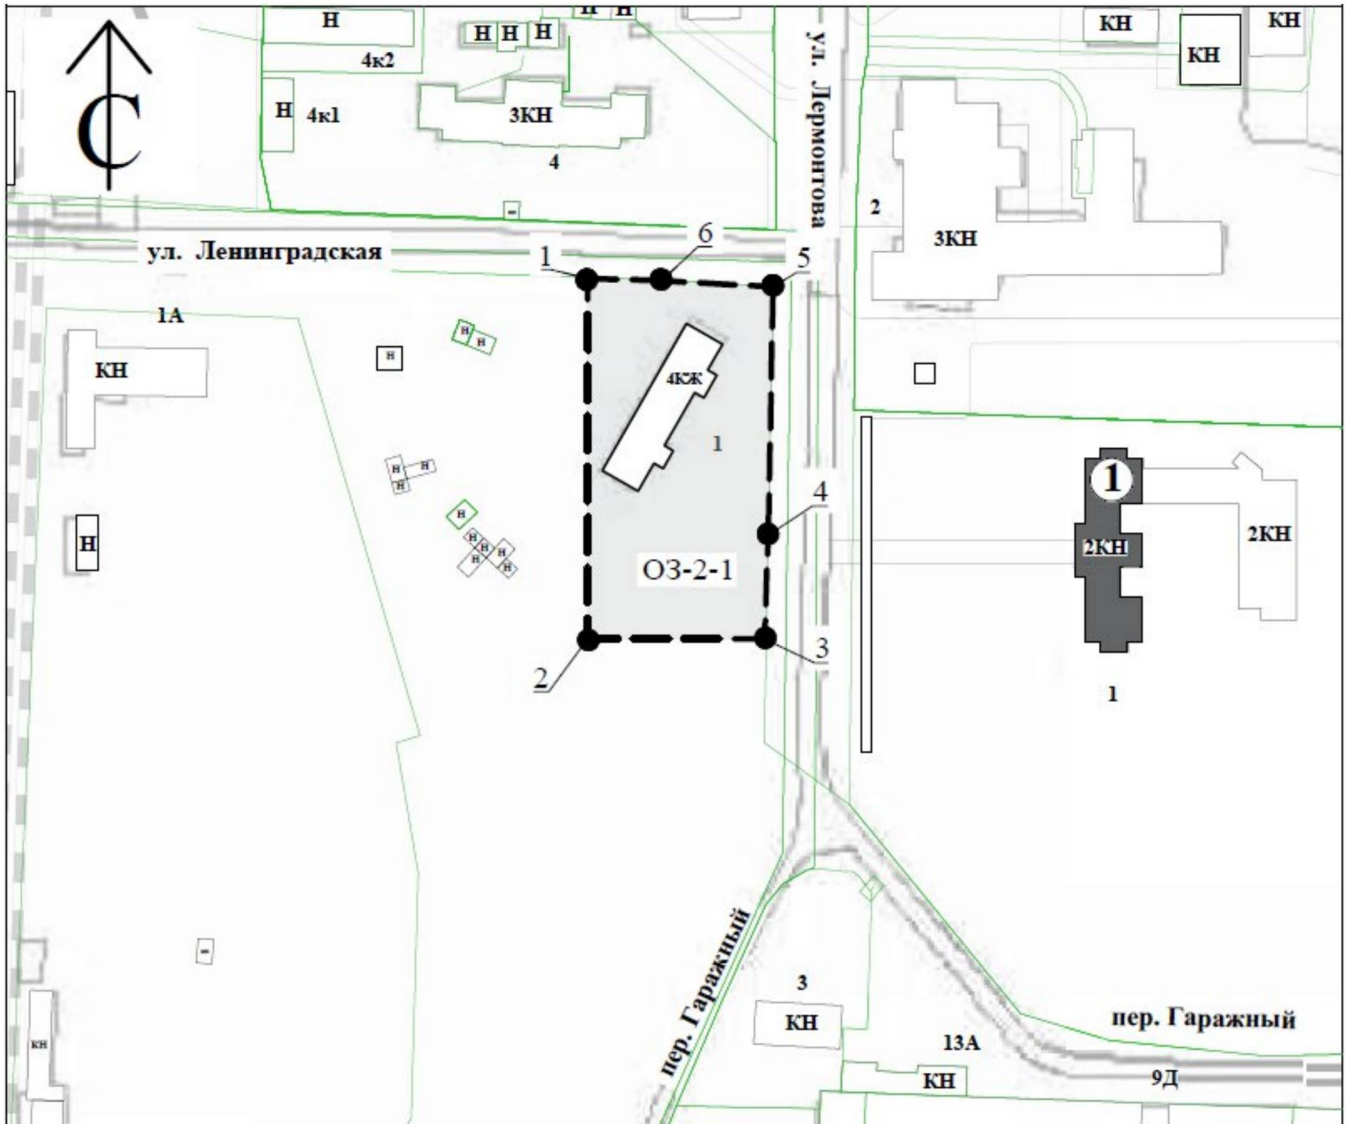 Н
Н
Н
КН
КН
КН
Н
Н
Н
4к2
Н
4к1
3КН
4
ул. Лермонтова
С
2
3КН
ул. Ленинградская
1
6
5
1А
КН
Н
Н
Н
4КЖ
1
Н
Н
Н
1
Н
4
Н
Н
Н
Н
Н
Н
2КН
2КН
ОЗ-2-1
3
2
1
пер. Гаражный
3
КН
пер. Гаражный
13А
КН
9Д
КН